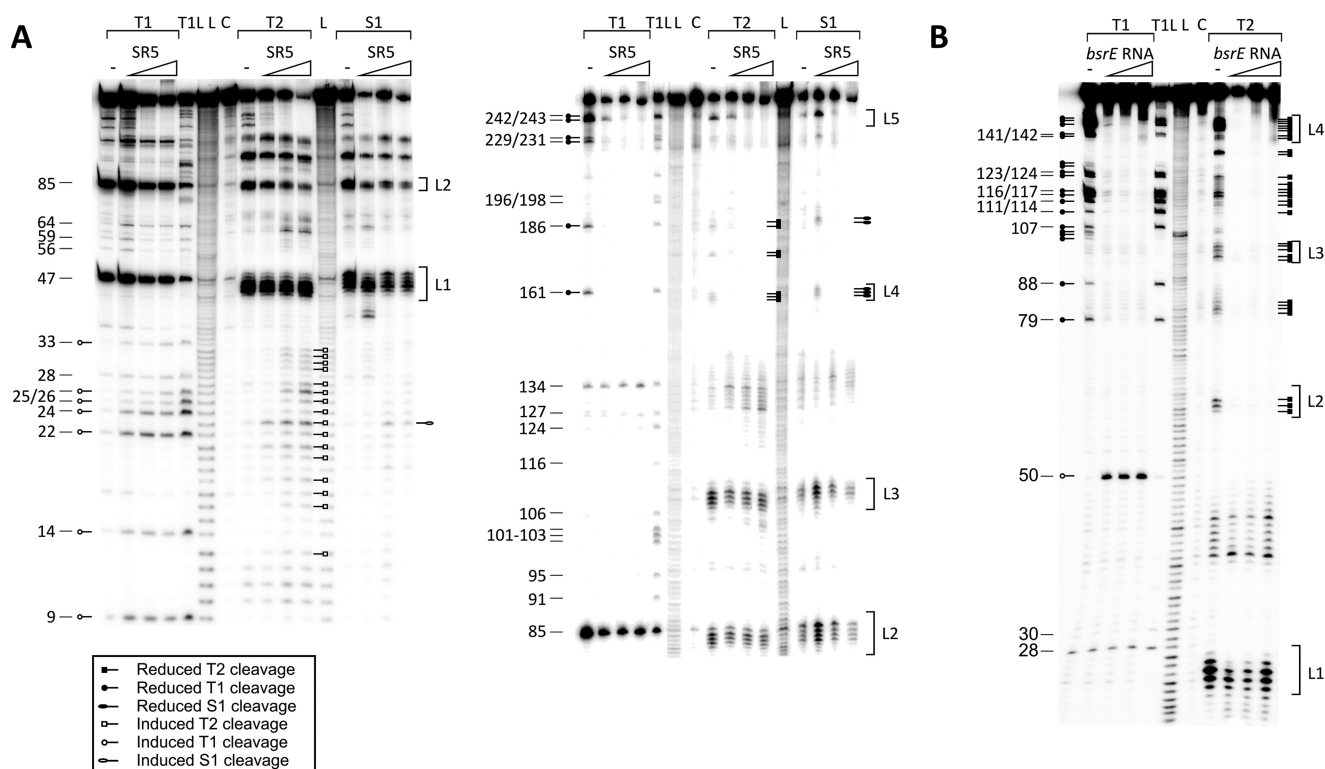 A
T1 T1L L C T2 L S1
SR5 SR5 SR5
- - -
85
64
59
56
47
33
28
25/26
24
22
14
9
L2
L1
T1 T1L L C T2 L S1
SR5 SR5 SR5
- - -
242/243
229/231
196/198
186
161
134
127
124
116
106
101-103
95
91
85
L5
L4
L3
L2
B
T1 T1L L C T2
bsrE RNA bsrE RNA
- -
141/142
123/124
116/117
111/114
107
88
79
50
30
28
L4
L3
L2
L1
Reduced T2 cleavage
Reduced T1 cleavage
Reduced S1 cleavage
Induced T2 cleavage
Induced T1 cleavage
Induced S1 cleavage